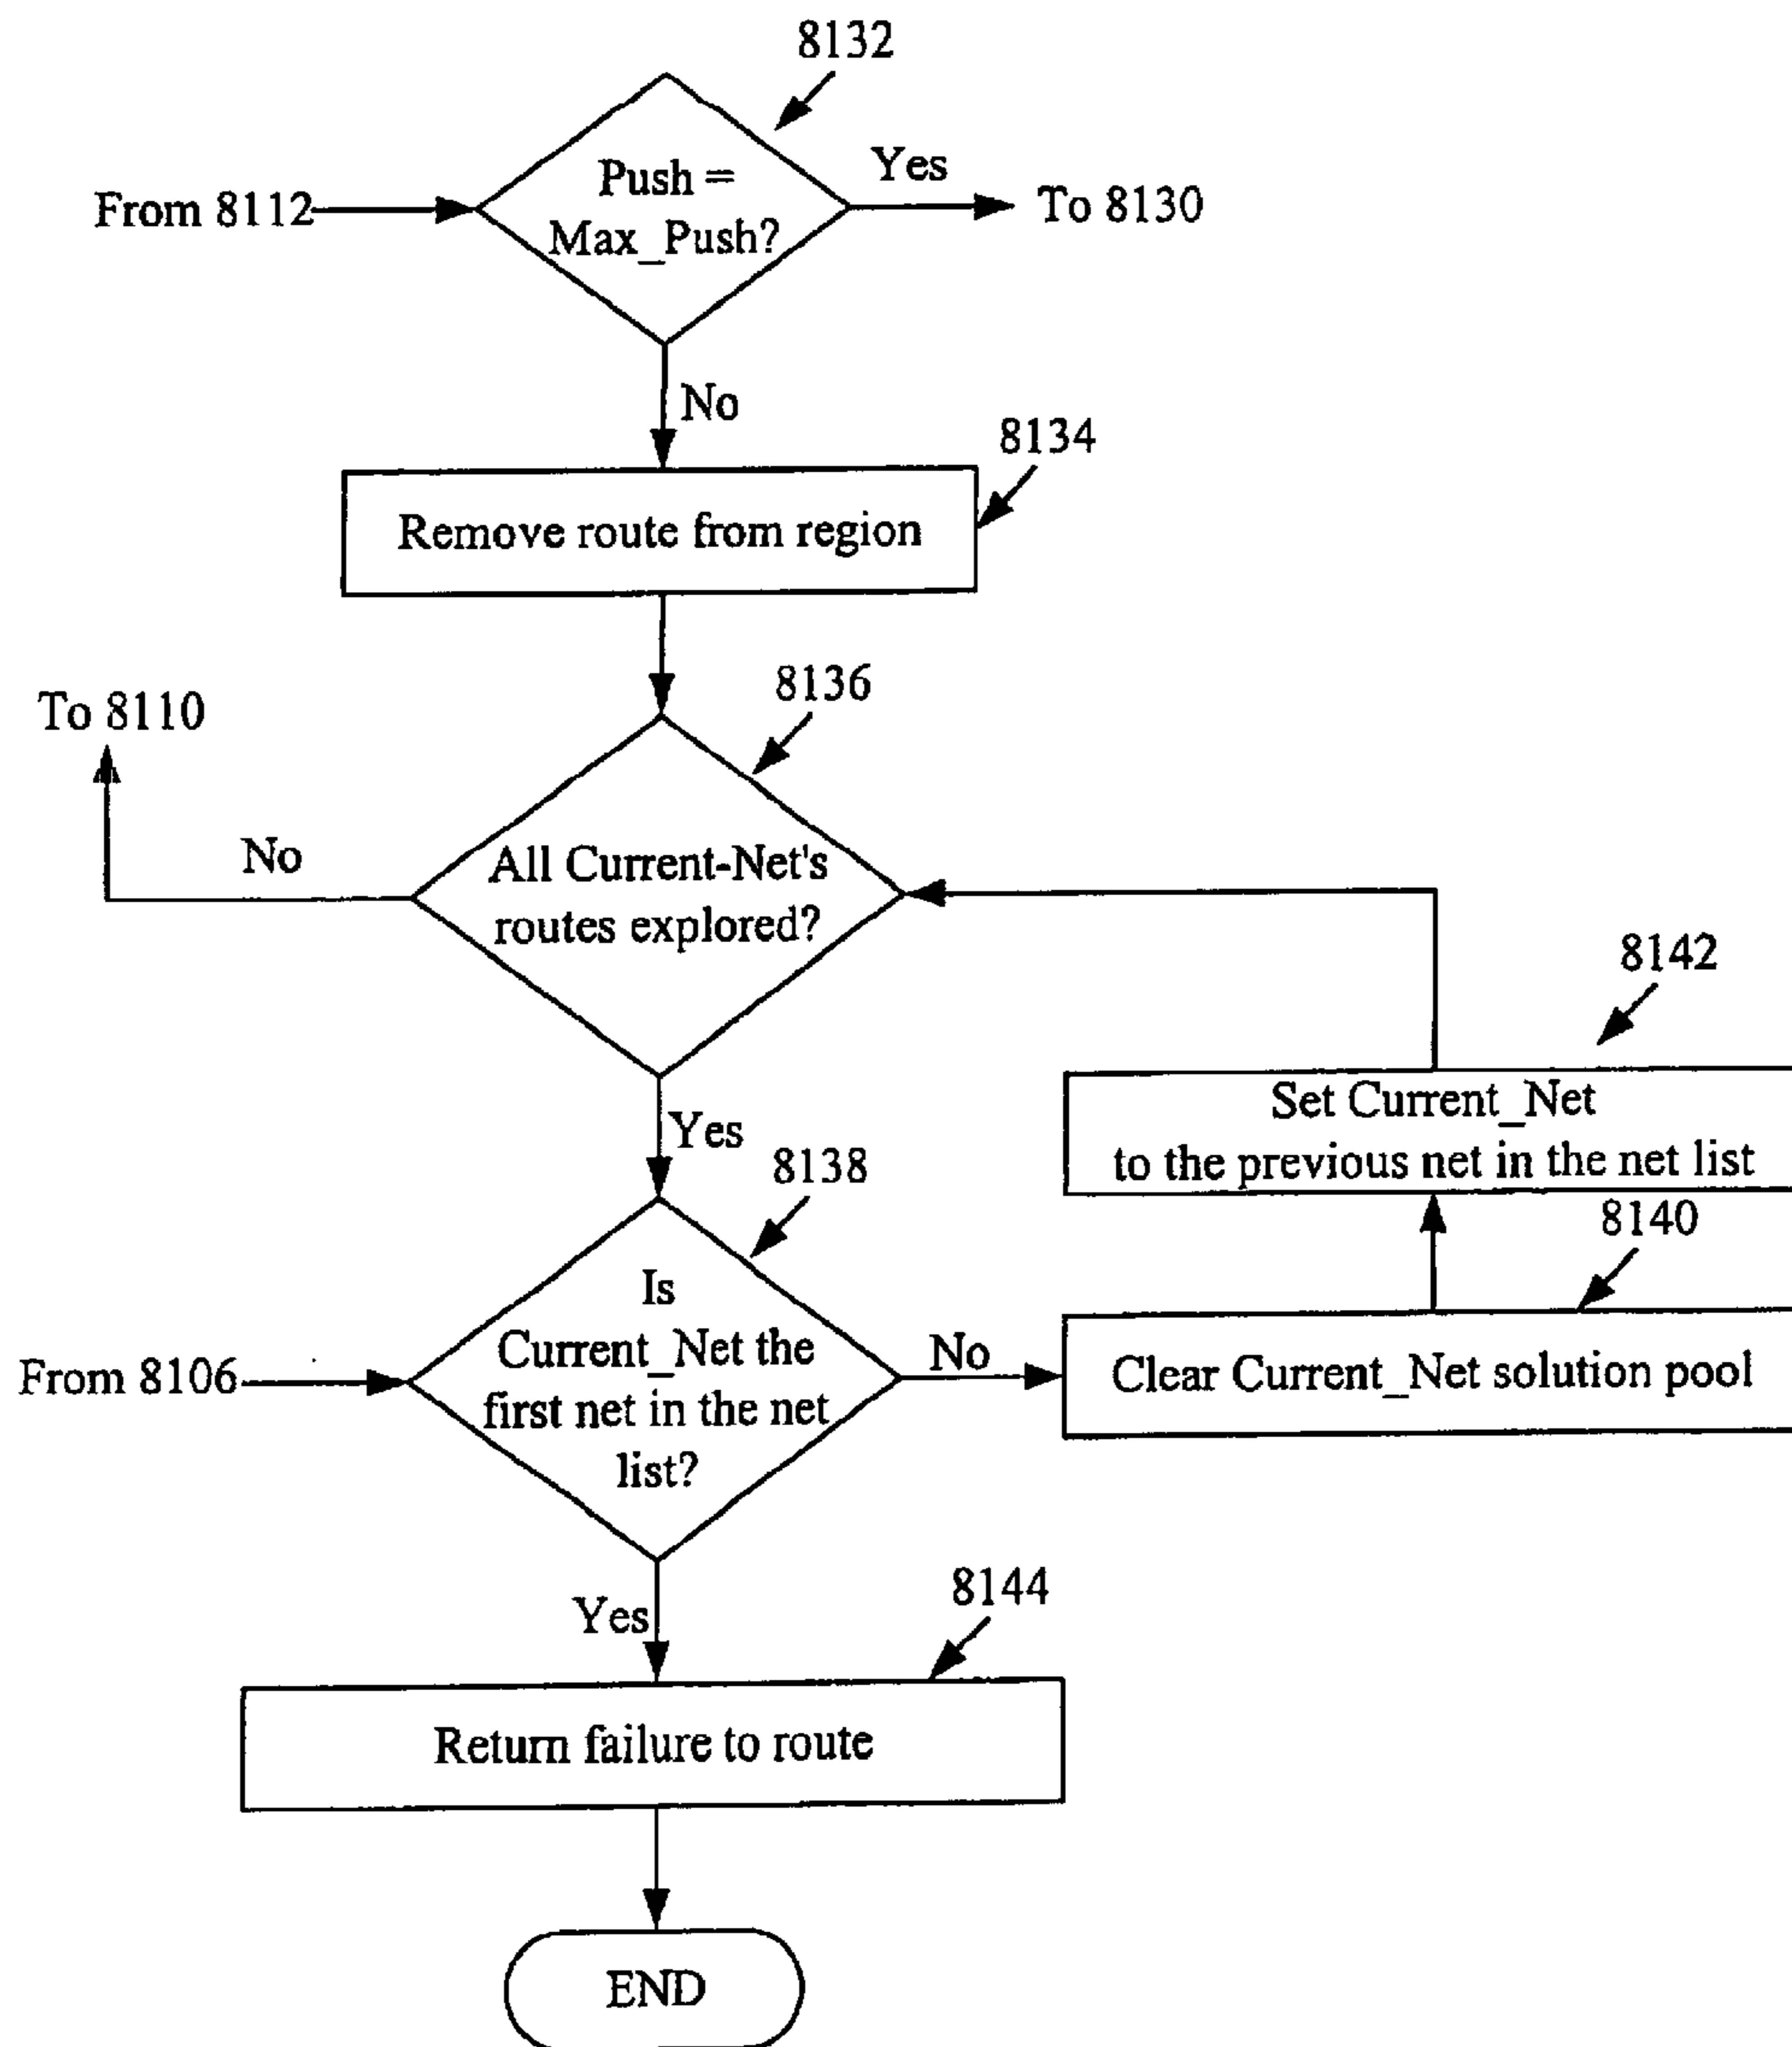 8132
Push =
Max_Push?
Yes
From 8112
To 8130
No
8134
Remove route from region
8136
To 8110
No
All Current-Net's
routes explored?
8142
Set Current_Net
to the previous net in the net list
Yes
8138
8140
Is
Current_Net the
first net in the net
list?
From 8106
No
Clear Current_Net solution pool
Yes
8144
Return failure to route
END